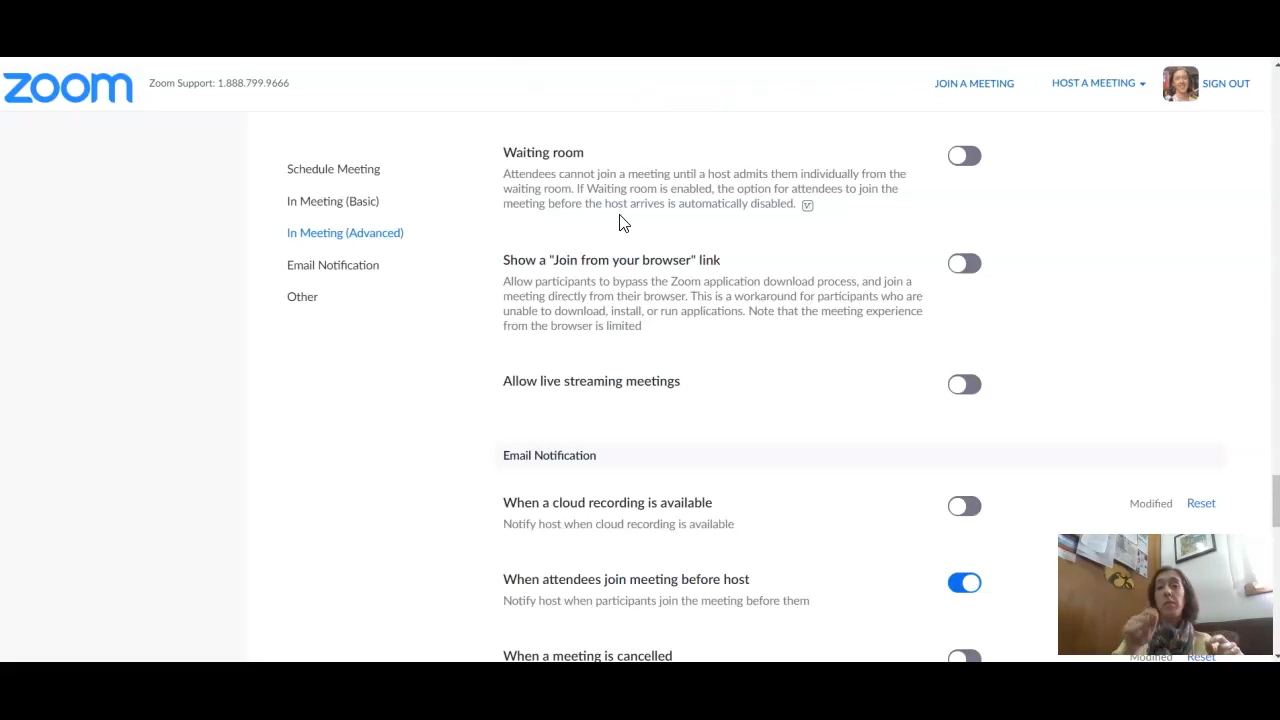 zoom
Zoom Support: 1.888.799.9666
JOIN A MEETING
HOST A MEETING
SIGN OUT
Schedule Meeting
In Meeting (Basic)
In Meeting (Advanced)
Email Notification
Other
Waiting room
Attendees cannot join a meeting until a host admits them individually from the
waiting room. If Waiting room is enabled, the option for attendees to join the
meeting before the host arrives is automatically disabled.
Show a "Join from your browser" link
Allow participants to bypass the Zoom application download process, and join a
meeting directly from their browser. This is a workaround for participants who are
unable to download, install, or run applications. Note that the meeting experience
from the browser is limited
Allow live streaming meetings
Email Notification
When a cloud recording is available
Modified Reset
Notify host when cloud recording is available
When attendees join meeting before host
Notify host when participants join the meeting before them
When a meeting is cancelled
Modified Reset